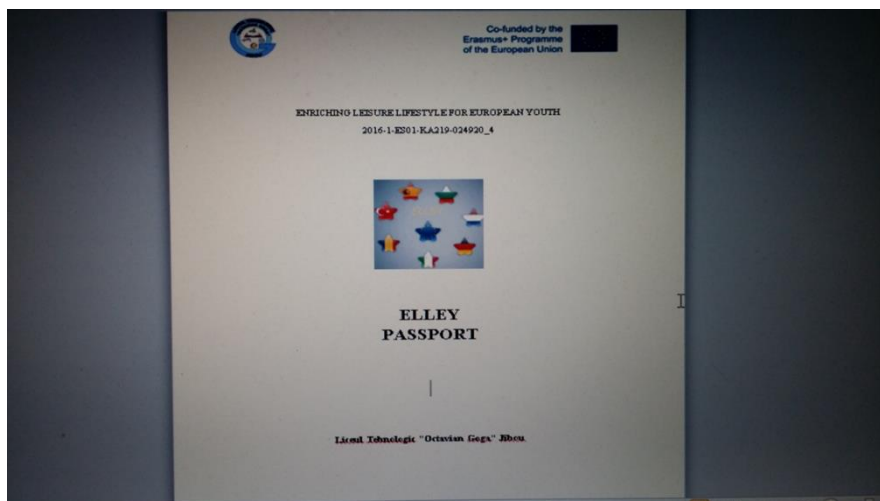 Co-funded by the
Erasmus+ Programme
of the European Union
ENRICHING LEISURE LIFESTYLE FOR EUROPEAN YOUTH
2016-1-ES01-KA219-024920_4
ELLEY
PASSPORT
Liceul Tehnologic "Octavian Goga" Jibou